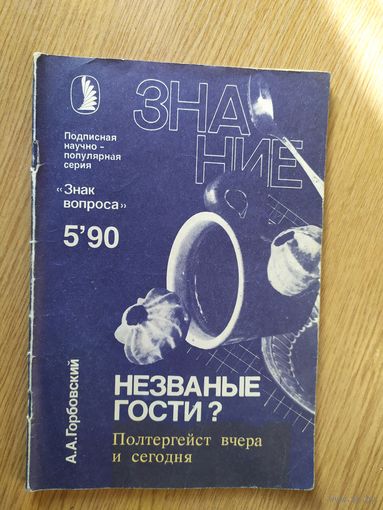 ЗНА
НИЕ
Подписная
научно-
популярная
серия
«Знак
вопроса»
5'90
А.А.Горбовский
НЕЗВАНЫЕ
ГОСТИ?
Полтергейст вчера
и сегодня